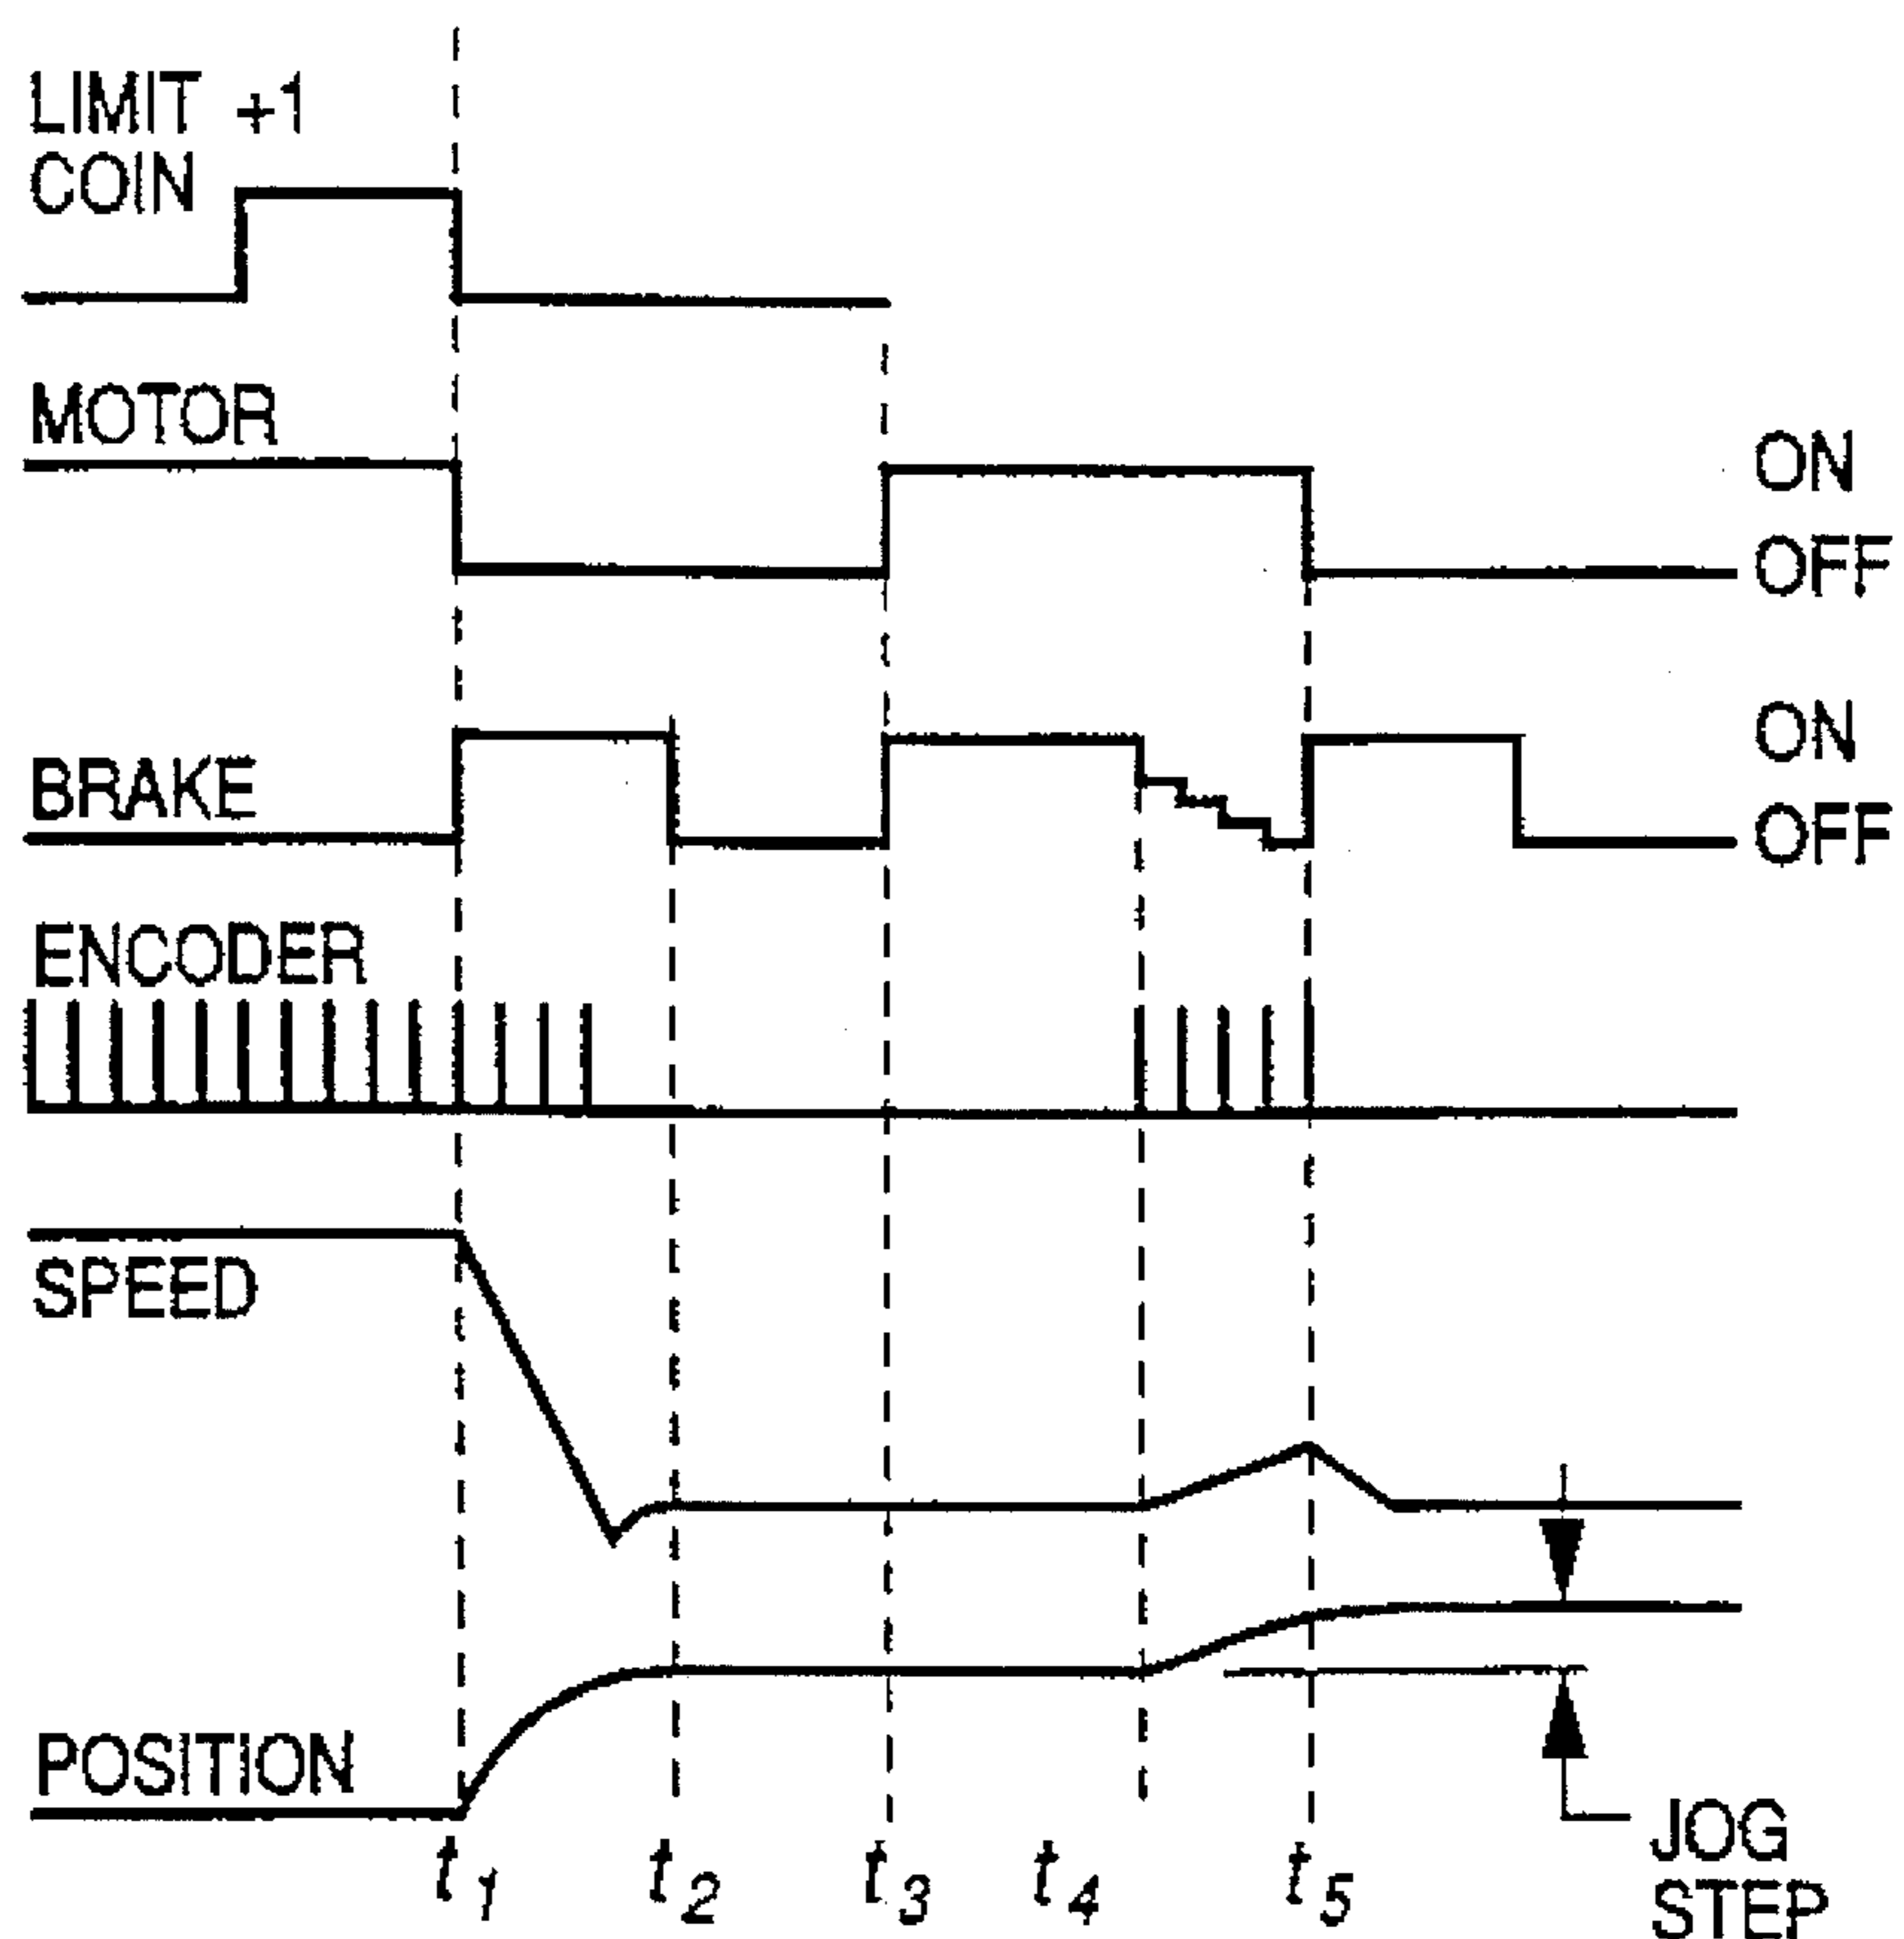 LIMIT +1
COIN
MOTOR
ON
OFF
BRAKE
ON
OFF
ENCODER
SPEED
POSITION
t1 t2 t3 t4 t5
JOG
STEP